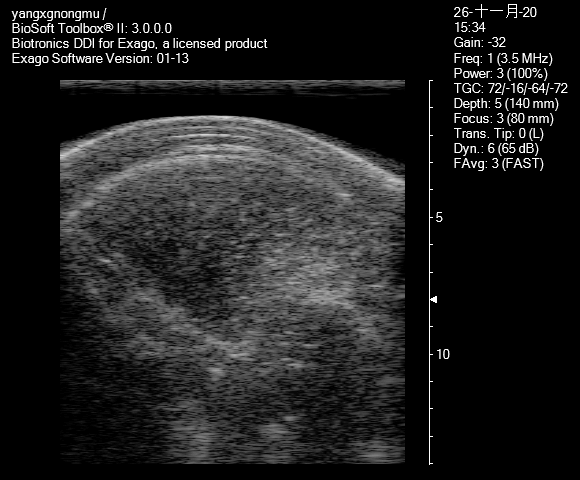 yangxgnongmu /
BioSoft Toolbox® II: 3.0.0.0
Biotronics DDI for Exago, a licensed product
Exago Software Version: 01-13
26-十一月-20
15:34
Gain: -32
Freq: 1 (3.5 MHz)
Power: 3 (100%)
TGC: 72/-16/-64/-72
Depth: 5 (140 mm)
Focus: 3 (80 mm)
Trans. Tip: 0 (L)
Dyn.: 6 (65 dB)
FAvg: 3 (FAST)
5
10